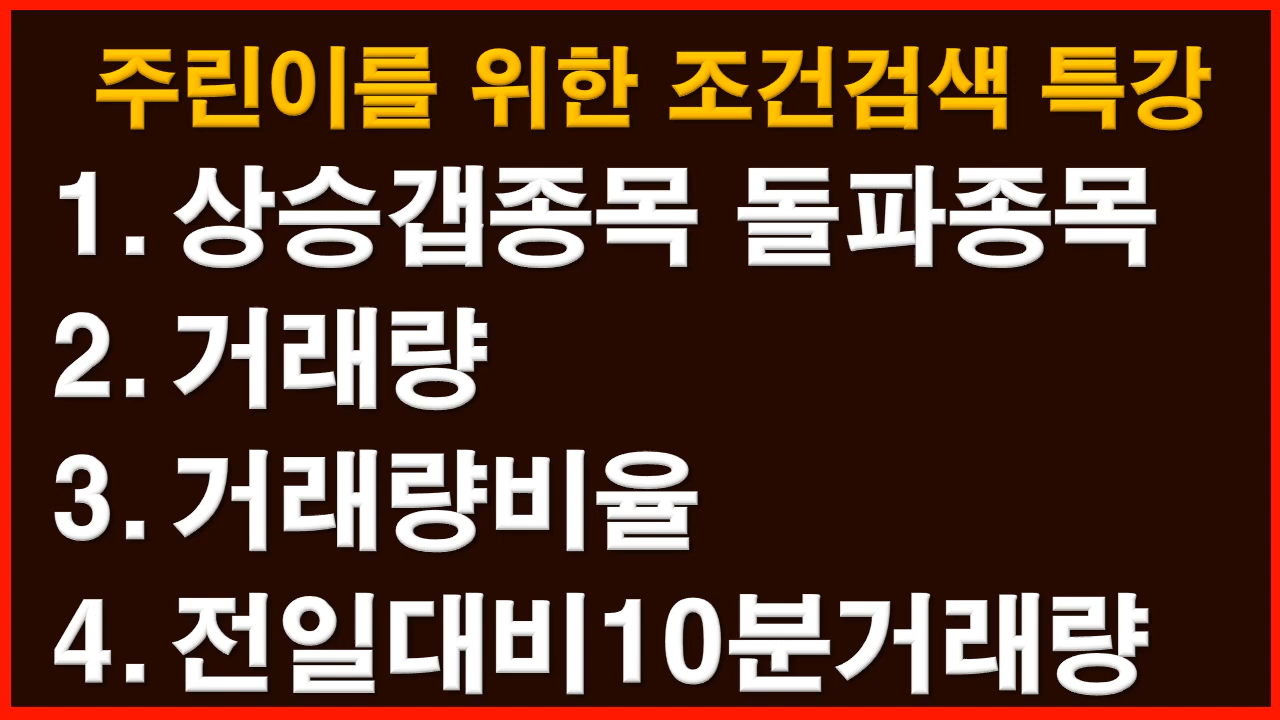 주린이를 위한 조건검색 특강
1. 상승갭종목 돌파종목
2. 거래량
3. 거래량비율
4. 전일대비10분거래량